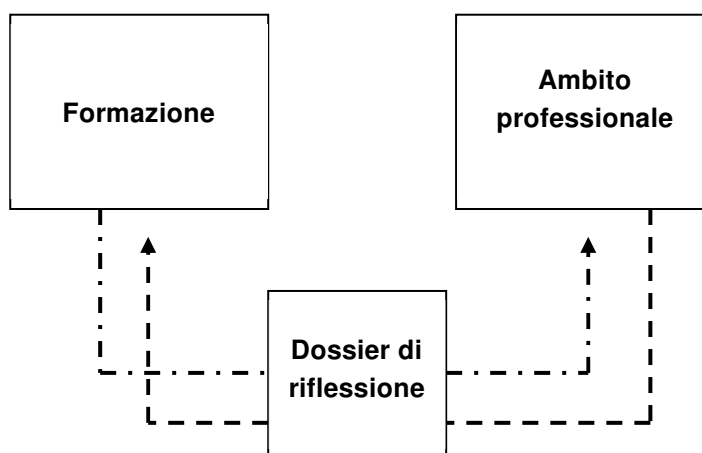 Formazione
Ambito
professionale
Dossier di
riflessione